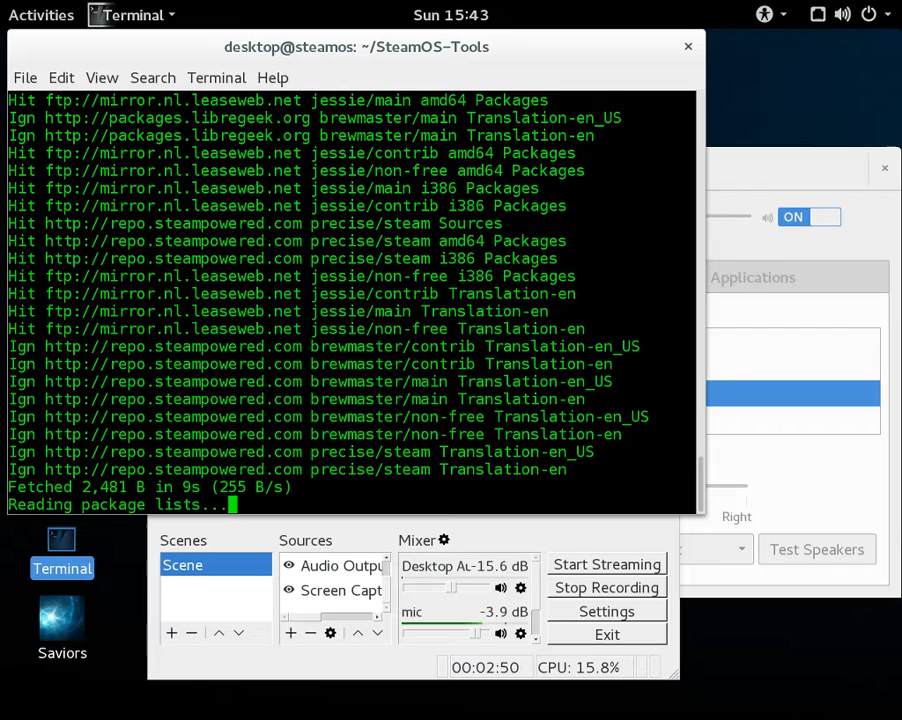 Activities Terminal Sun 15:43
desktop@steamos: ~/SteamOS-Tools
File Edit View Search Terminal Help
Hit ftp://mirror.nl.leaseweb.net jessie/main amd64 Packages
Ign http://packages.libregeek.org brewmaster/main Translation-en_US
Ign http://packages.libregeek.org brewmaster/main Translation-en
Hit ftp://mirror.nl.leaseweb.net jessie/contrib amd64 Packages
Hit ftp://mirror.nl.leaseweb.net jessie/non-free amd64 Packages
Hit ftp://mirror.nl.leaseweb.net jessie/main i386 Packages
Hit ftp://mirror.nl.leaseweb.net jessie/contrib i386 Packages
Hit http://repo.steampowered.com precise/steam Sources
Hit http://repo.steampowered.com precise/steam amd64 Packages
Hit http://repo.steampowered.com precise/steam i386 Packages
Hit ftp://mirror.nl.leaseweb.net jessie/non-free i386 Packages
Hit ftp://mirror.nl.leaseweb.net jessie/contrib Translation-en
Hit ftp://mirror.nl.leaseweb.net jessie/main Translation-en
Hit ftp://mirror.nl.leaseweb.net jessie/non-free Translation-en
Ign http://repo.steampowered.com brewmaster/contrib Translation-en_US
Ign http://repo.steampowered.com brewmaster/contrib Translation-en
Ign http://repo.steampowered.com brewmaster/main Translation-en_US
Ign http://repo.steampowered.com brewmaster/main Translation-en
Ign http://repo.steampowered.com brewmaster/non-free Translation-en_US
Ign http://repo.steampowered.com brewmaster/non-free Translation-en
Ign http://repo.steampowered.com precise/steam Translation-en_US
Ign http://repo.steampowered.com precise/steam Translation-en
Fetched 2,481 B in 9s (255 B/s)
Reading package lists...
ON
Applications
Right
Test Speakers
Terminal
Saviors
Scenes Sources Mixer
Scene Audio Outpu Desktop Au -15.6 dB Start Streaming
Screen Capt Stop Recording
mic -3.9 dB Settings
Exit
00:02:50 CPU: 15.8%